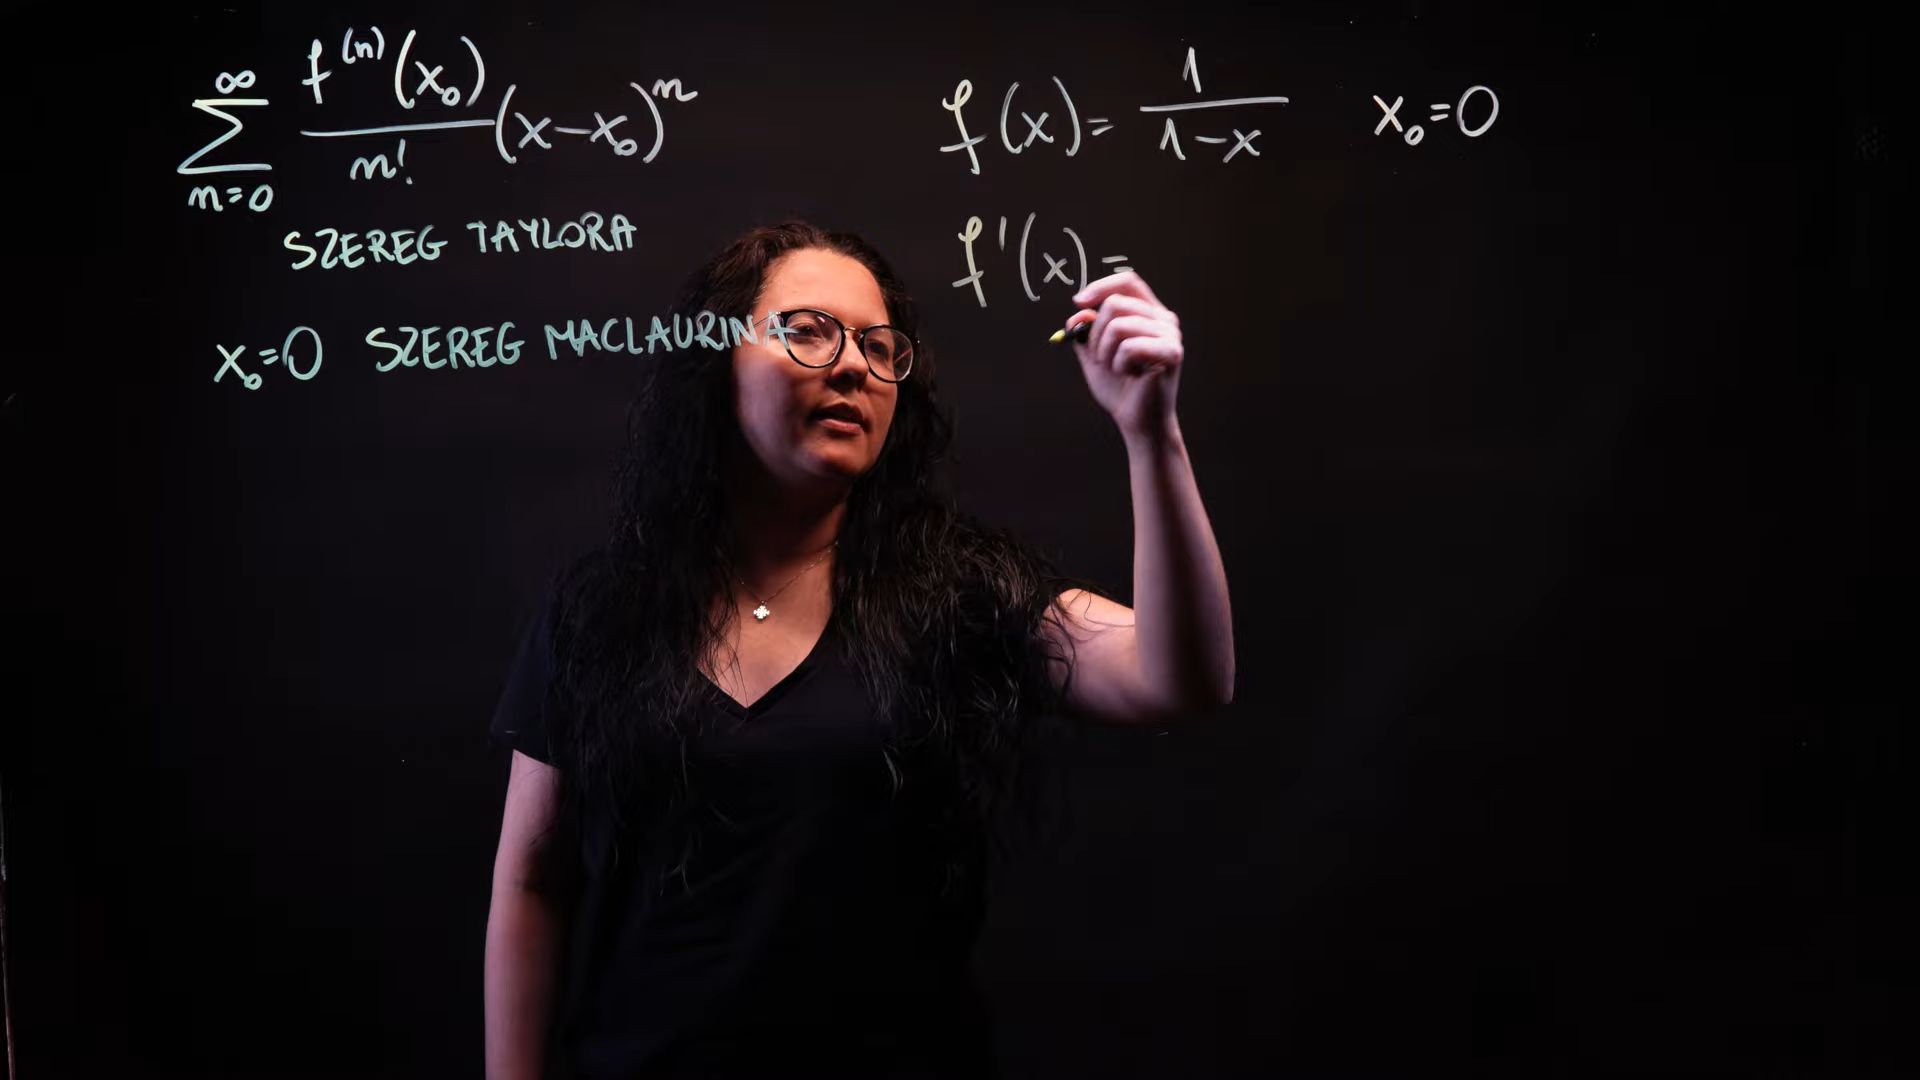 ∞
∑ f⁽ⁿ⁾(x₀)/n! (x-x₀)ⁿ
n=0
SZEREG TAYLORA
x₀=0 SZEREG MACLAURINA
f(x)= 1/(1-x) x₀=0
f'(x)=